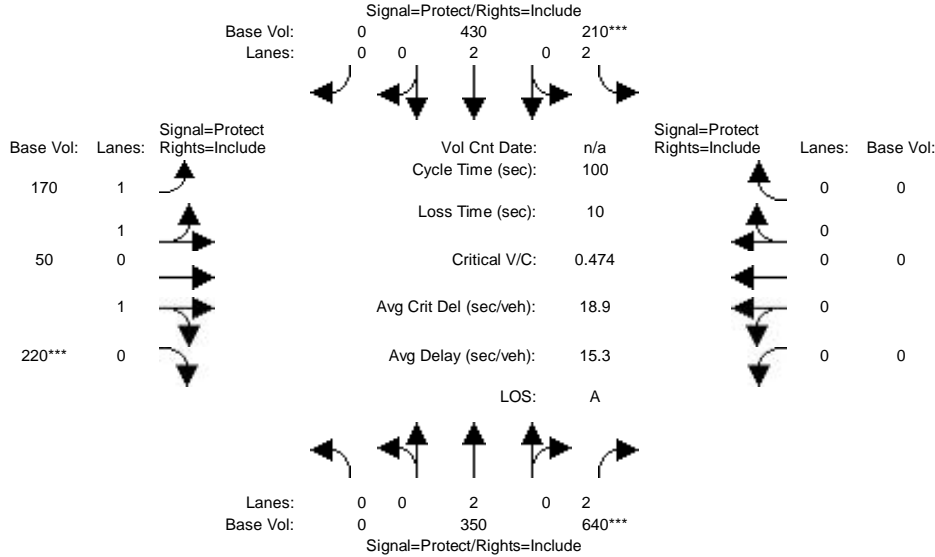 Signal=Protect/Rights=Include
Base Vol: 0 430 210***
Lanes: 0 0 2 0 2
Signal=Protect Signal=Protect
Base Vol: Lanes: Rights=Include Vol Cnt Date: n/a Rights=Include Lanes: Base Vol:
Cycle Time (sec): 100
170 1 0 0
Loss Time (sec): 10
1 0
50 0 Critical V/C: 0.474 0 0
1 Avg Crit Del (sec/veh): 18.9 0
220*** 0 Avg Delay (sec/veh): 15.3 0 0
LOS: A
Lanes: 0 0 2 0 2
Base Vol: 0 350 640***
Signal=Protect/Rights=Include